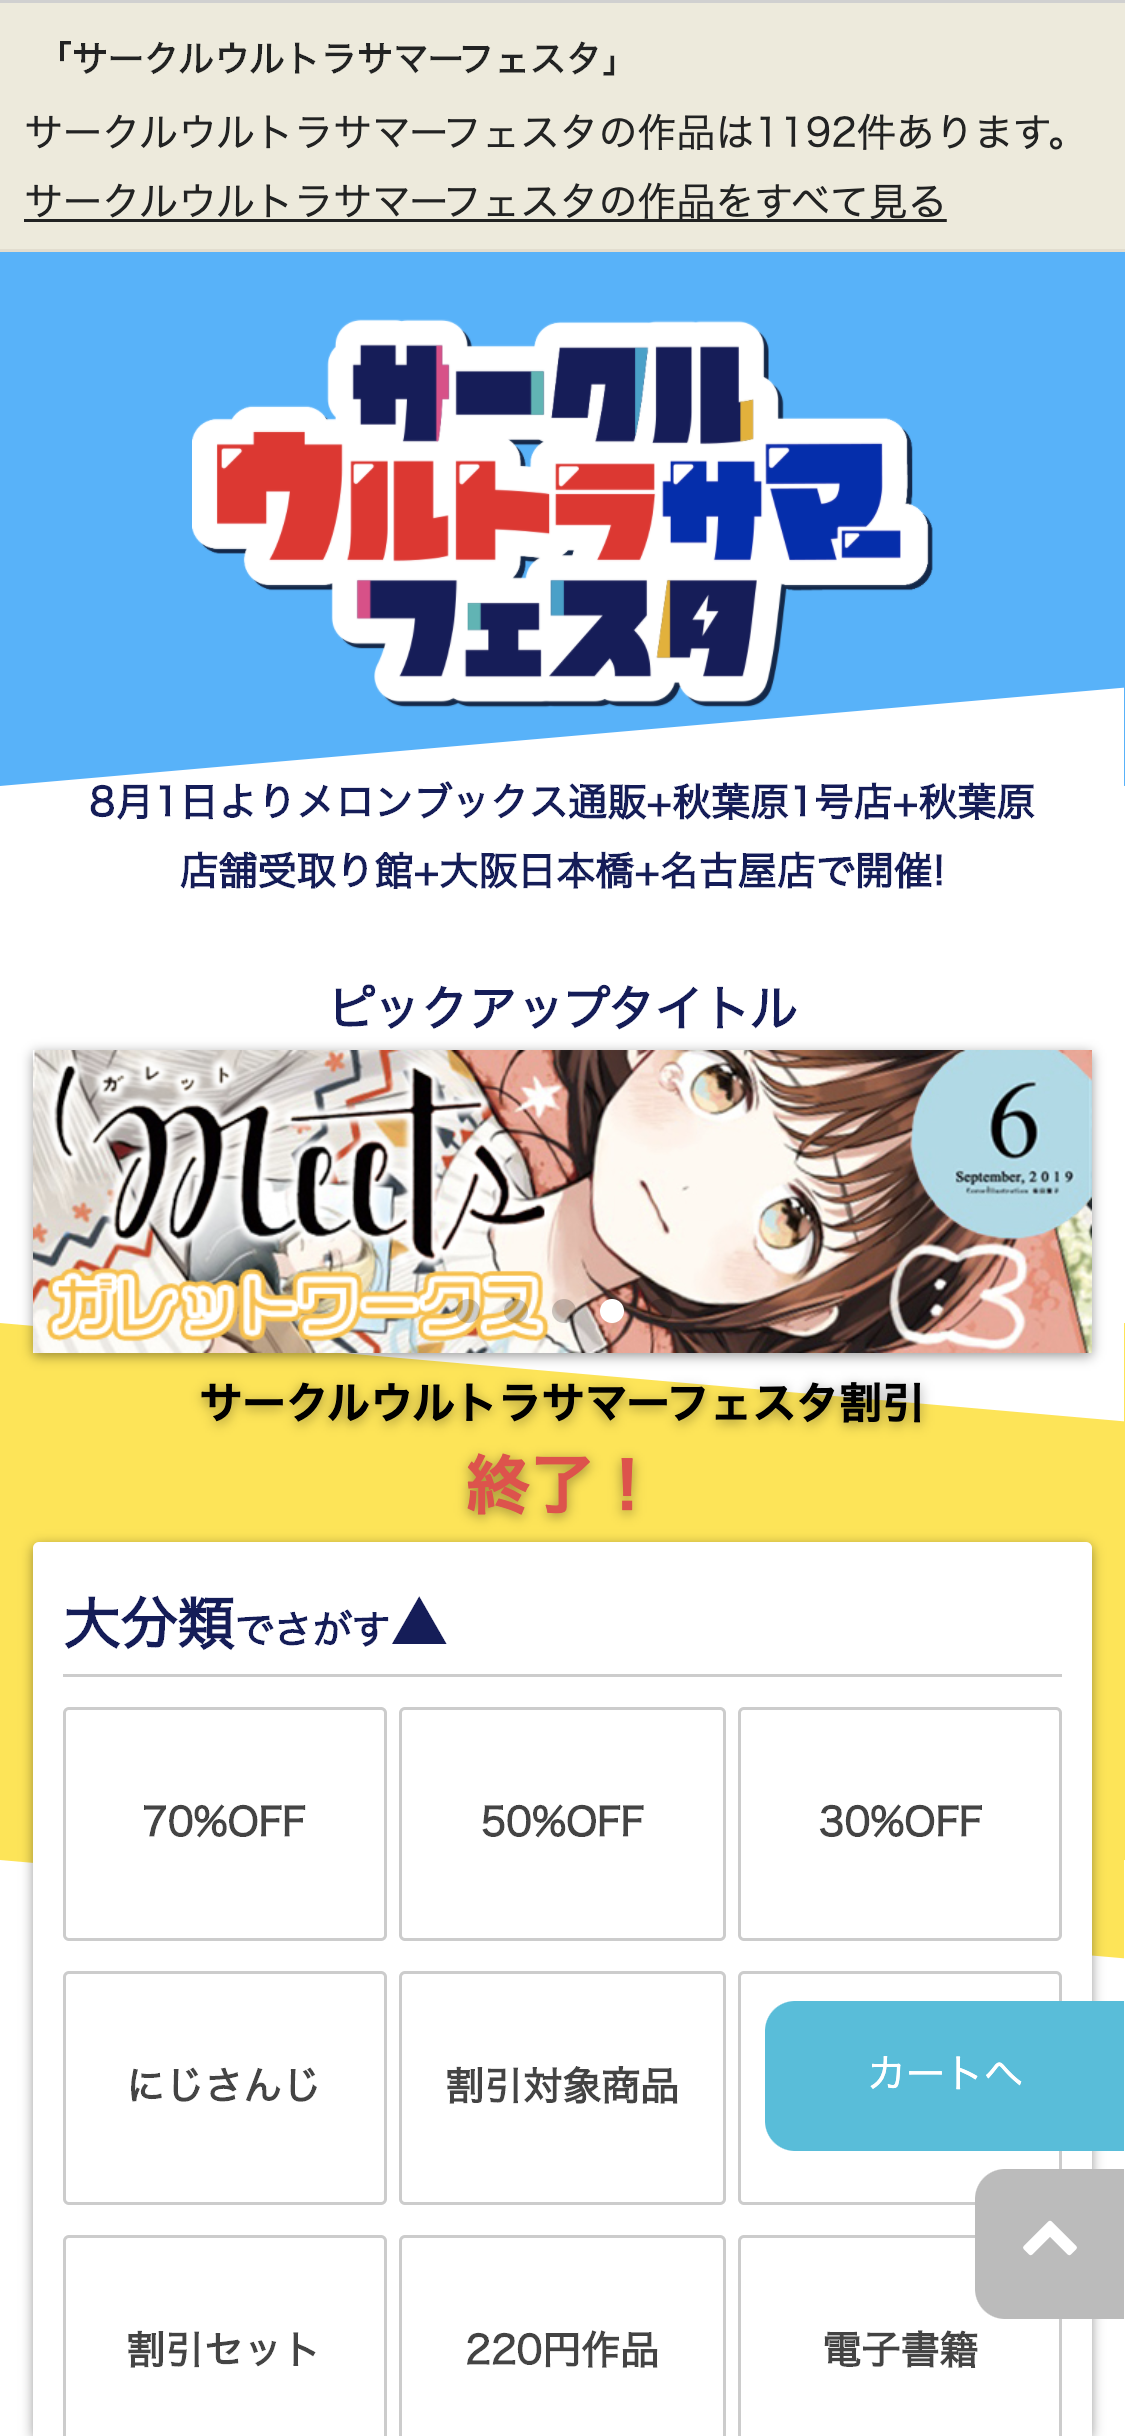 「サークルウルトラサマーフェスタ」
サークルウルトラサマーフェスタの作品は1192件あります。
サークルウルトラサマーフェスタの作品をすべて見る
サークル
ウルトラサマー
フェスタ
8月1日よりメロンブックス通販+秋葉原1号店+秋葉原
店舗受取り館+大阪日本橋+名古屋店で開催!
ピックアップタイトル
ガレット
Meets
6
September, 2019
ガレットワークス
サークルウルトラサマーフェスタ割引
終了！
大分類でさがす▲
70%OFF
50%OFF
30%OFF
にじさんじ
割引対象商品
カートへ
割引セット
220円作品
電子書籍